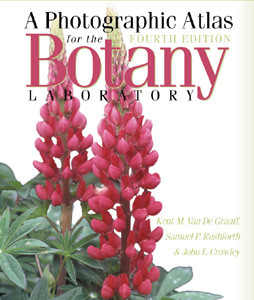 A Photographic Atlas
for the FOURTH EDITION
Botany
LABORATORY
Kent M. Van De Graaff,
Samuel R. Rushforth
& John L. Crawley